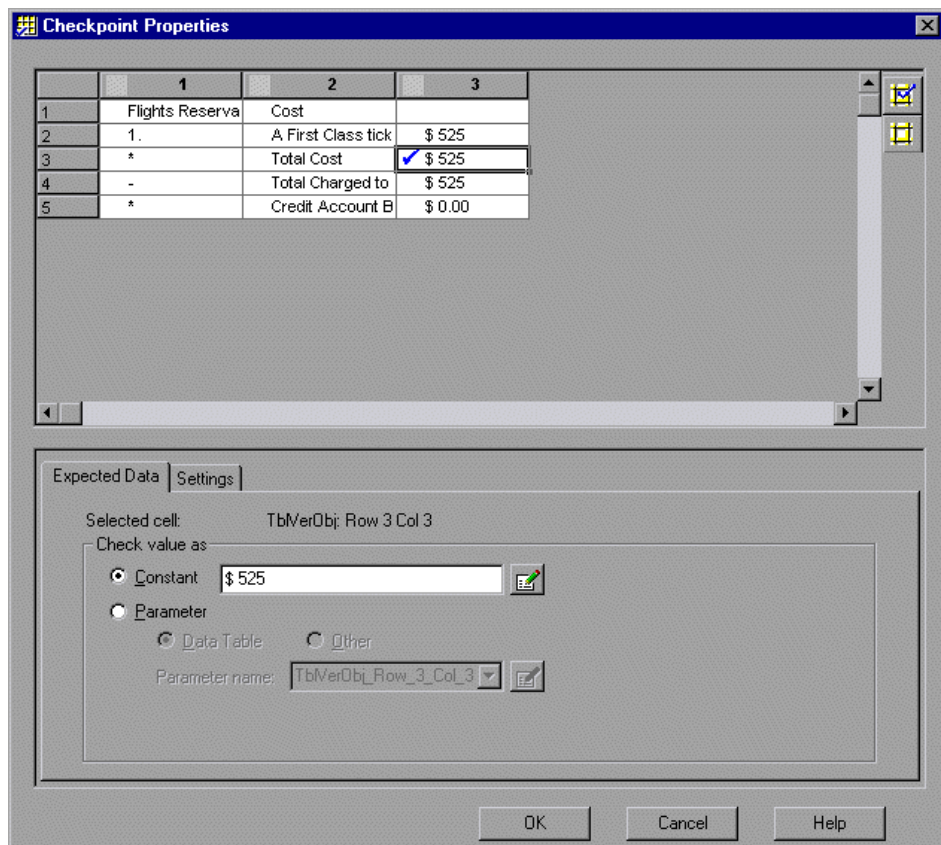 Checkpoint Properties
1 2 3
1 Flights Reserva Cost
2 1. A First Class tick $ 525
3 * Total Cost $ 525
4 - Total Charged to $ 525
5 * Credit Account B $ 0.00
Expected Data Settings
Selected cell: TblVerObj: Row 3 Col 3
Check value as
Constant $ 525
Parameter
Data Table Other
Parameter name: TblVerObj_Row_3_Col_3
OK Cancel Help